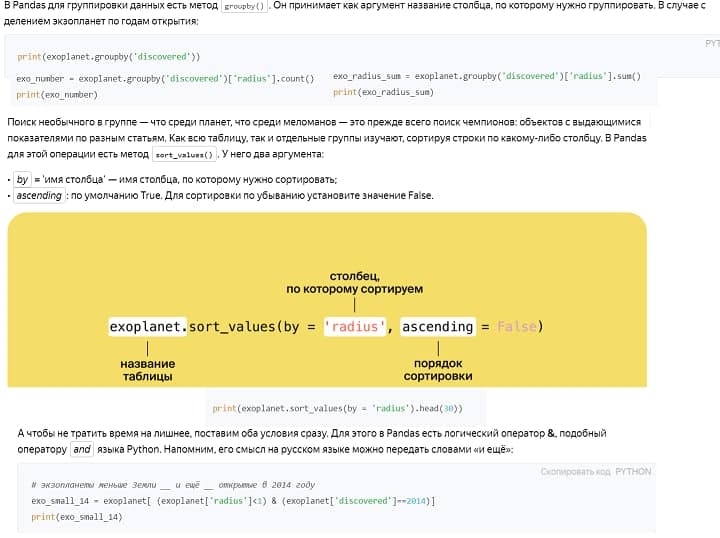 В Pandas для группировки данных есть метод groupby() . Он принимает как аргумент название столбца, по которому нужно группировать. В случае с
делением экзопланет по годам открытия:
PYT
print(exoplanet.groupby('discovered'))
exo_number = exoplanet.groupby('discovered')['radius'].count()
print(exo_number)
exo_radius_sum = exoplanet.groupby('discovered')['radius'].sum()
print(exo_radius_sum)
Поиск необычного в группе — что среди планет, что среди меломанов — это прежде всего поиск чемпионов: объектов с выдающимися
показателями по разным статьям. Как всю таблицу, так и отдельные группы изучают, сортируя строки по какому-либо столбцу. В Pandas
для этой операции есть метод sort_values() . У него два аргумента:
• by = 'имя столбца' — имя столбца, по которому нужно сортировать;
• ascending : по умолчанию True. Для сортировки по убыванию установите значение False.
столбец,
по которому сортируем
exoplanet.sort_values(by = 'radius', ascending = False)
название
таблицы
порядок
сортировки
print(exoplanet.sort_values(by = 'radius').head(30))
А чтобы не тратить время на лишнее, поставим оба условия сразу. Для этого в Pandas есть логический оператор &, подобный
оператору and языка Python. Напомним, его смысл на русском языке можно передать словами «и ещё»:
Скопировать код PYTHON
# экзопланеты меньше Земли __ и ещё __ открытые в 2014 году
exo_small_14 = exoplanet[ (exoplanet['radius']<1) & (exoplanet['discovered']==2014)]
print(exo_small_14)